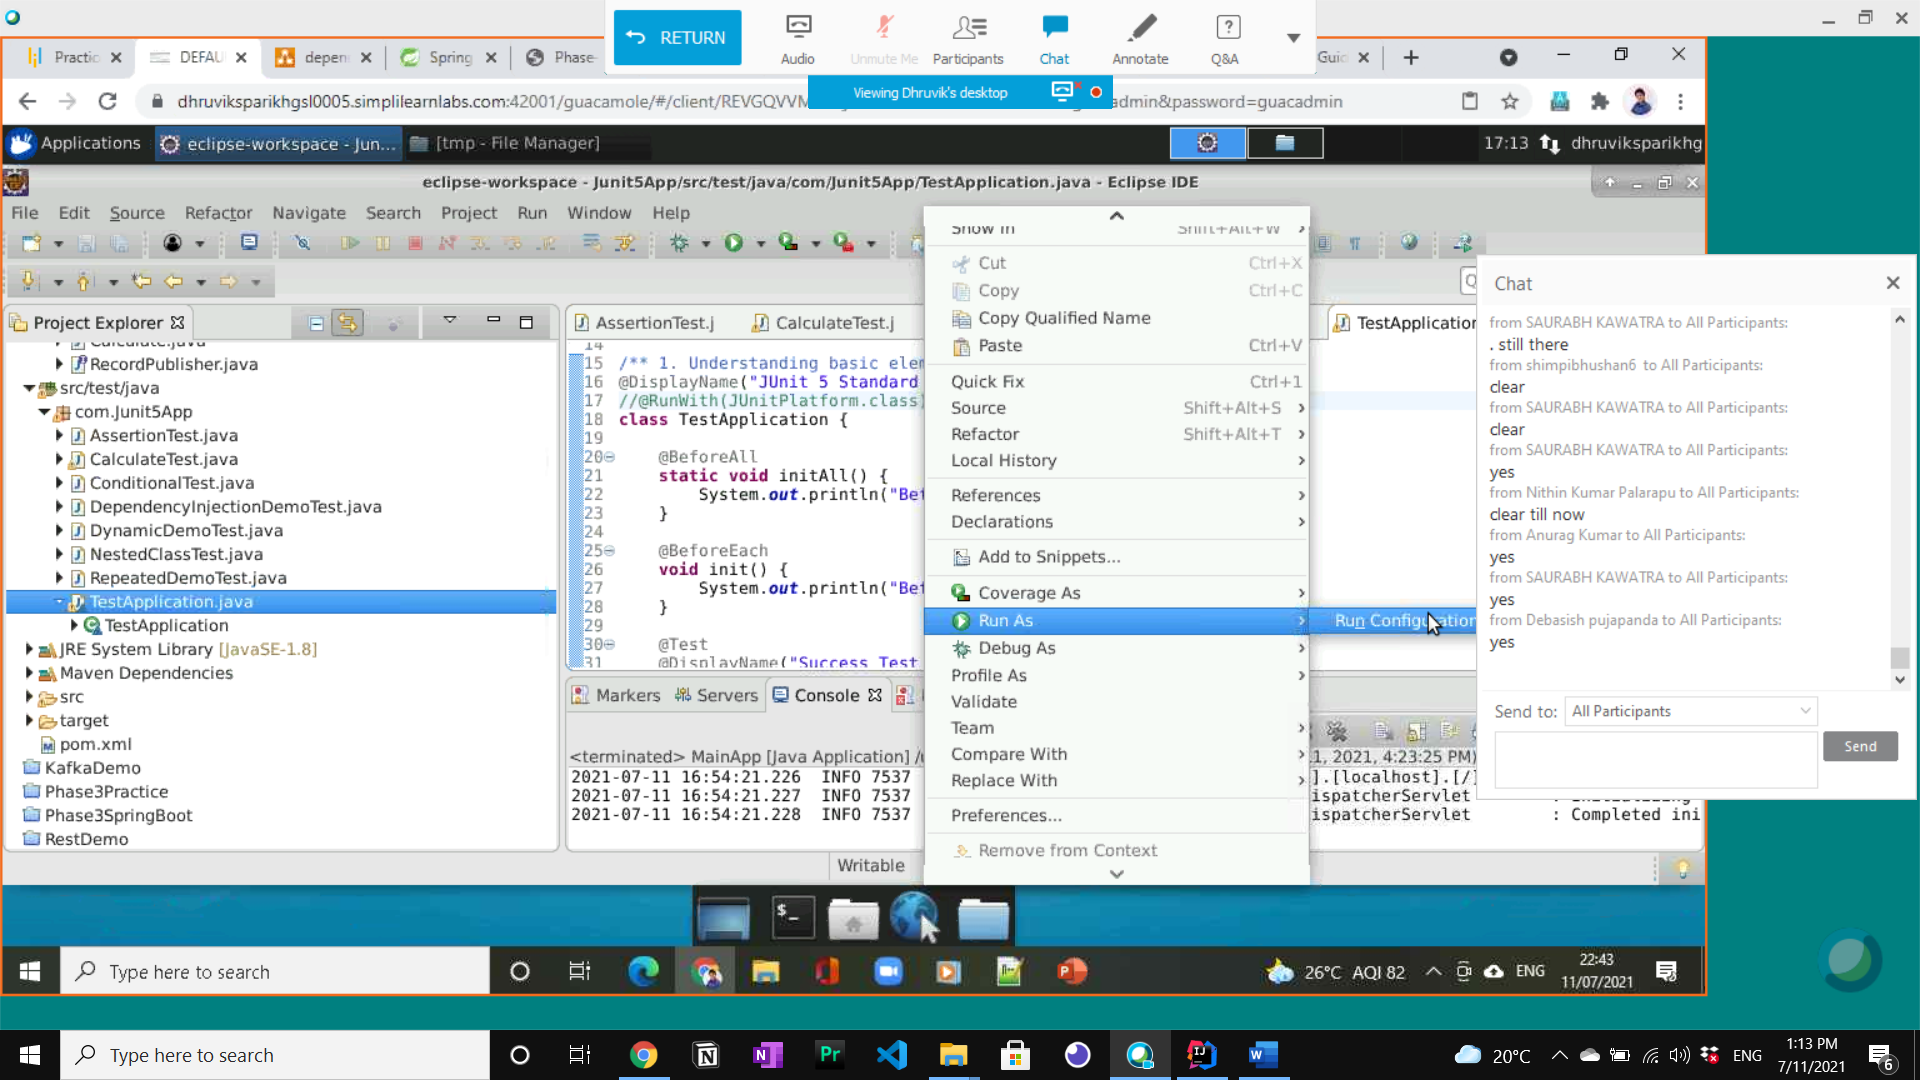 RETURN
Audio
Unmute Me
Participants
Chat
Annotate
Q&A
Viewing Dhruvik's desktop
Practic
DEFAU
depen
Spring
Phase-
Guid
dhruviksparikhgsl0005.simplilearnlabs.com:42001/guacamole/#/client/REVGQVVM
admin&password=guacadmin
Applications
eclipse-workspace - Jun...
[tmp - File Manager]
17:13
dhruviksparikhg
eclipse-workspace - Junit5App/src/test/java/com/Junit5App/TestApplication.java - Eclipse IDE
File Edit Source Refactor Navigate Search Project Run Window Help
Project Explorer
Calculate.java
RecordPublisher.java
src/test/java
com.Junit5App
AssertionTest.java
CalculateTest.java
ConditionalTest.java
DependencyInjectionDemoTest.java
DynamicDemoTest.java
NestedClassTest.java
RepeatedDemoTest.java
TestApplication.java
TestApplication
JRE System Library [JavaSE-1.8]
Maven Dependencies
src
target
pom.xml
KafkaDemo
Phase3Practice
Phase3SpringBoot
RestDemo
AssertionTest.j
CalculateTest.j
TestApplication
14
15 /** 1. Understanding basic elem
16 @DisplayName("JUnit 5 Standard
17 //@RunWith(JUnitPlatform.class)
18 class TestApplication {
19
20 @BeforeAll
21 static void initAll() {
22 System.out.println("Bef
23 }
24
25 @BeforeEach
26 void init() {
27 System.out.println("Bef
28 }
29
30 @Test
31 @DisplayName("Success Test
Show In Shift+Alt+W
Cut Ctrl+X
Copy Ctrl+C
Copy Qualified Name
Paste Ctrl+V
Quick Fix Ctrl+1
Source Shift+Alt+S
Refactor Shift+Alt+T
Local History
References
Declarations
Add to Snippets...
Coverage As
Run As
Debug As
Profile As
Validate
Team
Compare With
Replace With
Preferences...
Remove from Context
Run Configuration
Markers
Servers
Console
<terminated> MainApp [Java Application] /u
1, 2021, 4:23:25 PM)
2021-07-11 16:54:21.226 INFO 7537
].[localhost].[/]
2021-07-11 16:54:21.227 INFO 7537
ispatcherServlet : Initializing
2021-07-11 16:54:21.228 INFO 7537
ispatcherServlet : Completed ini
Writable
Chat
from SAURABH KAWATRA to All Participants:
. still there
from shimpibhushan6 to All Participants:
clear
from SAURABH KAWATRA to All Participants:
clear
from SAURABH KAWATRA to All Participants:
yes
from Nithin Kumar Palarapu to All Participants:
clear till now
from Anurag Kumar to All Participants:
yes
from SAURABH KAWATRA to All Participants:
yes
from Debasish pujapanda to All Participants:
yes
Send to: All Participants
Send
Type here to search
26°C AQI 82
ENG
22:43
11/07/2021
Type here to search
20°C
ENG
1:13 PM
7/11/2021
6